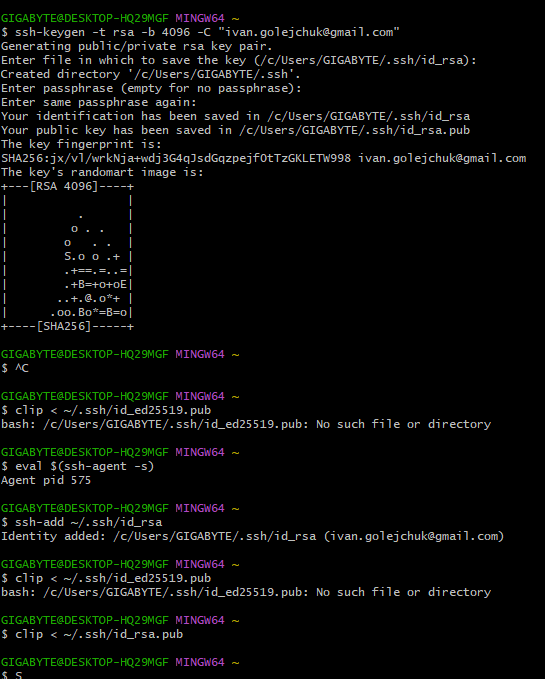 GIGABYTE@DESKTOP-HQ29MGF MINGW64 ~
$ ssh-keygen -t rsa -b 4096 -C "ivan.golejchuk@gmail.com"
Generating public/private rsa key pair.
Enter file in which to save the key (/c/Users/GIGABYTE/.ssh/id_rsa):
Created directory '/c/Users/GIGABYTE/.ssh'.
Enter passphrase (empty for no passphrase):
Enter same passphrase again:
Your identification has been saved in /c/Users/GIGABYTE/.ssh/id_rsa
Your public key has been saved in /c/Users/GIGABYTE/.ssh/id_rsa.pub
The key fingerprint is:
SHA256:jx/vl/wrkNja+wdj3G4qJsdGqzpejfOtTzGKLETW998 ivan.golejchuk@gmail.com
The key's randomart image is:
+---[RSA 4096]----+
|                 |
|          .      |
|         o . .   |
|        o   . .  |
|        S.o o .+ |
|        .+==.=..=|
|        .+B=+o+oE|
|       ..+.@.o*+ |
|      .oo.Bo*=B=o|
+----[SHA256]-----+
GIGABYTE@DESKTOP-HQ29MGF MINGW64 ~
$ ^C
GIGABYTE@DESKTOP-HQ29MGF MINGW64 ~
$ clip < ~/.ssh/id_ed25519.pub
bash: /c/Users/GIGABYTE/.ssh/id_ed25519.pub: No such file or directory
GIGABYTE@DESKTOP-HQ29MGF MINGW64 ~
$ eval $(ssh-agent -s)
Agent pid 575
GIGABYTE@DESKTOP-HQ29MGF MINGW64 ~
$ ssh-add ~/.ssh/id_rsa
Identity added: /c/Users/GIGABYTE/.ssh/id_rsa (ivan.golejchuk@gmail.com)
GIGABYTE@DESKTOP-HQ29MGF MINGW64 ~
$ clip < ~/.ssh/id_ed25519.pub
bash: /c/Users/GIGABYTE/.ssh/id_ed25519.pub: No such file or directory
GIGABYTE@DESKTOP-HQ29MGF MINGW64 ~
$ clip < ~/.ssh/id_rsa.pub
GIGABYTE@DESKTOP-HQ29MGF MINGW64 ~
$ S